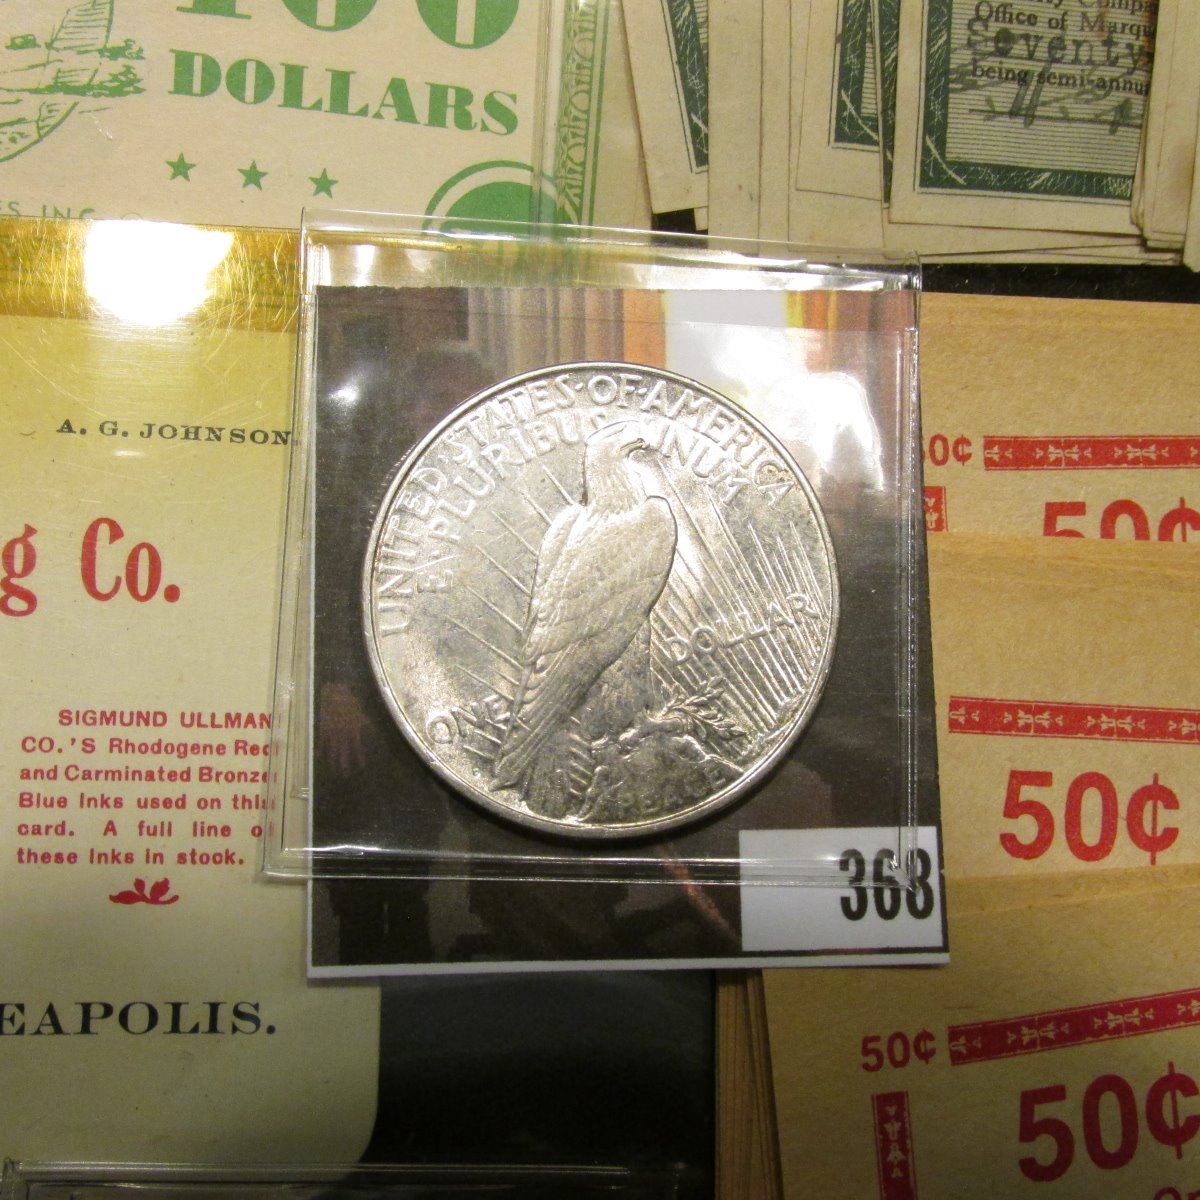 100
DOLLARS
S INC
Office of Marqu
Seventy
being semi-annu
A. G. JOHNSON.
g Co.
SIGMUND ULLMAN
CO.'S Rhodogene Red
and Carminated Bronze
Blue Inks used on this
card. A full line o
these Inks in stock.
EAPOLIS.
UNITED STATES·OF·AMERICA
E PLURIBUS UNUM
ONE DOLLAR
PEACE
368
50¢
50¢
50¢
50¢
50¢